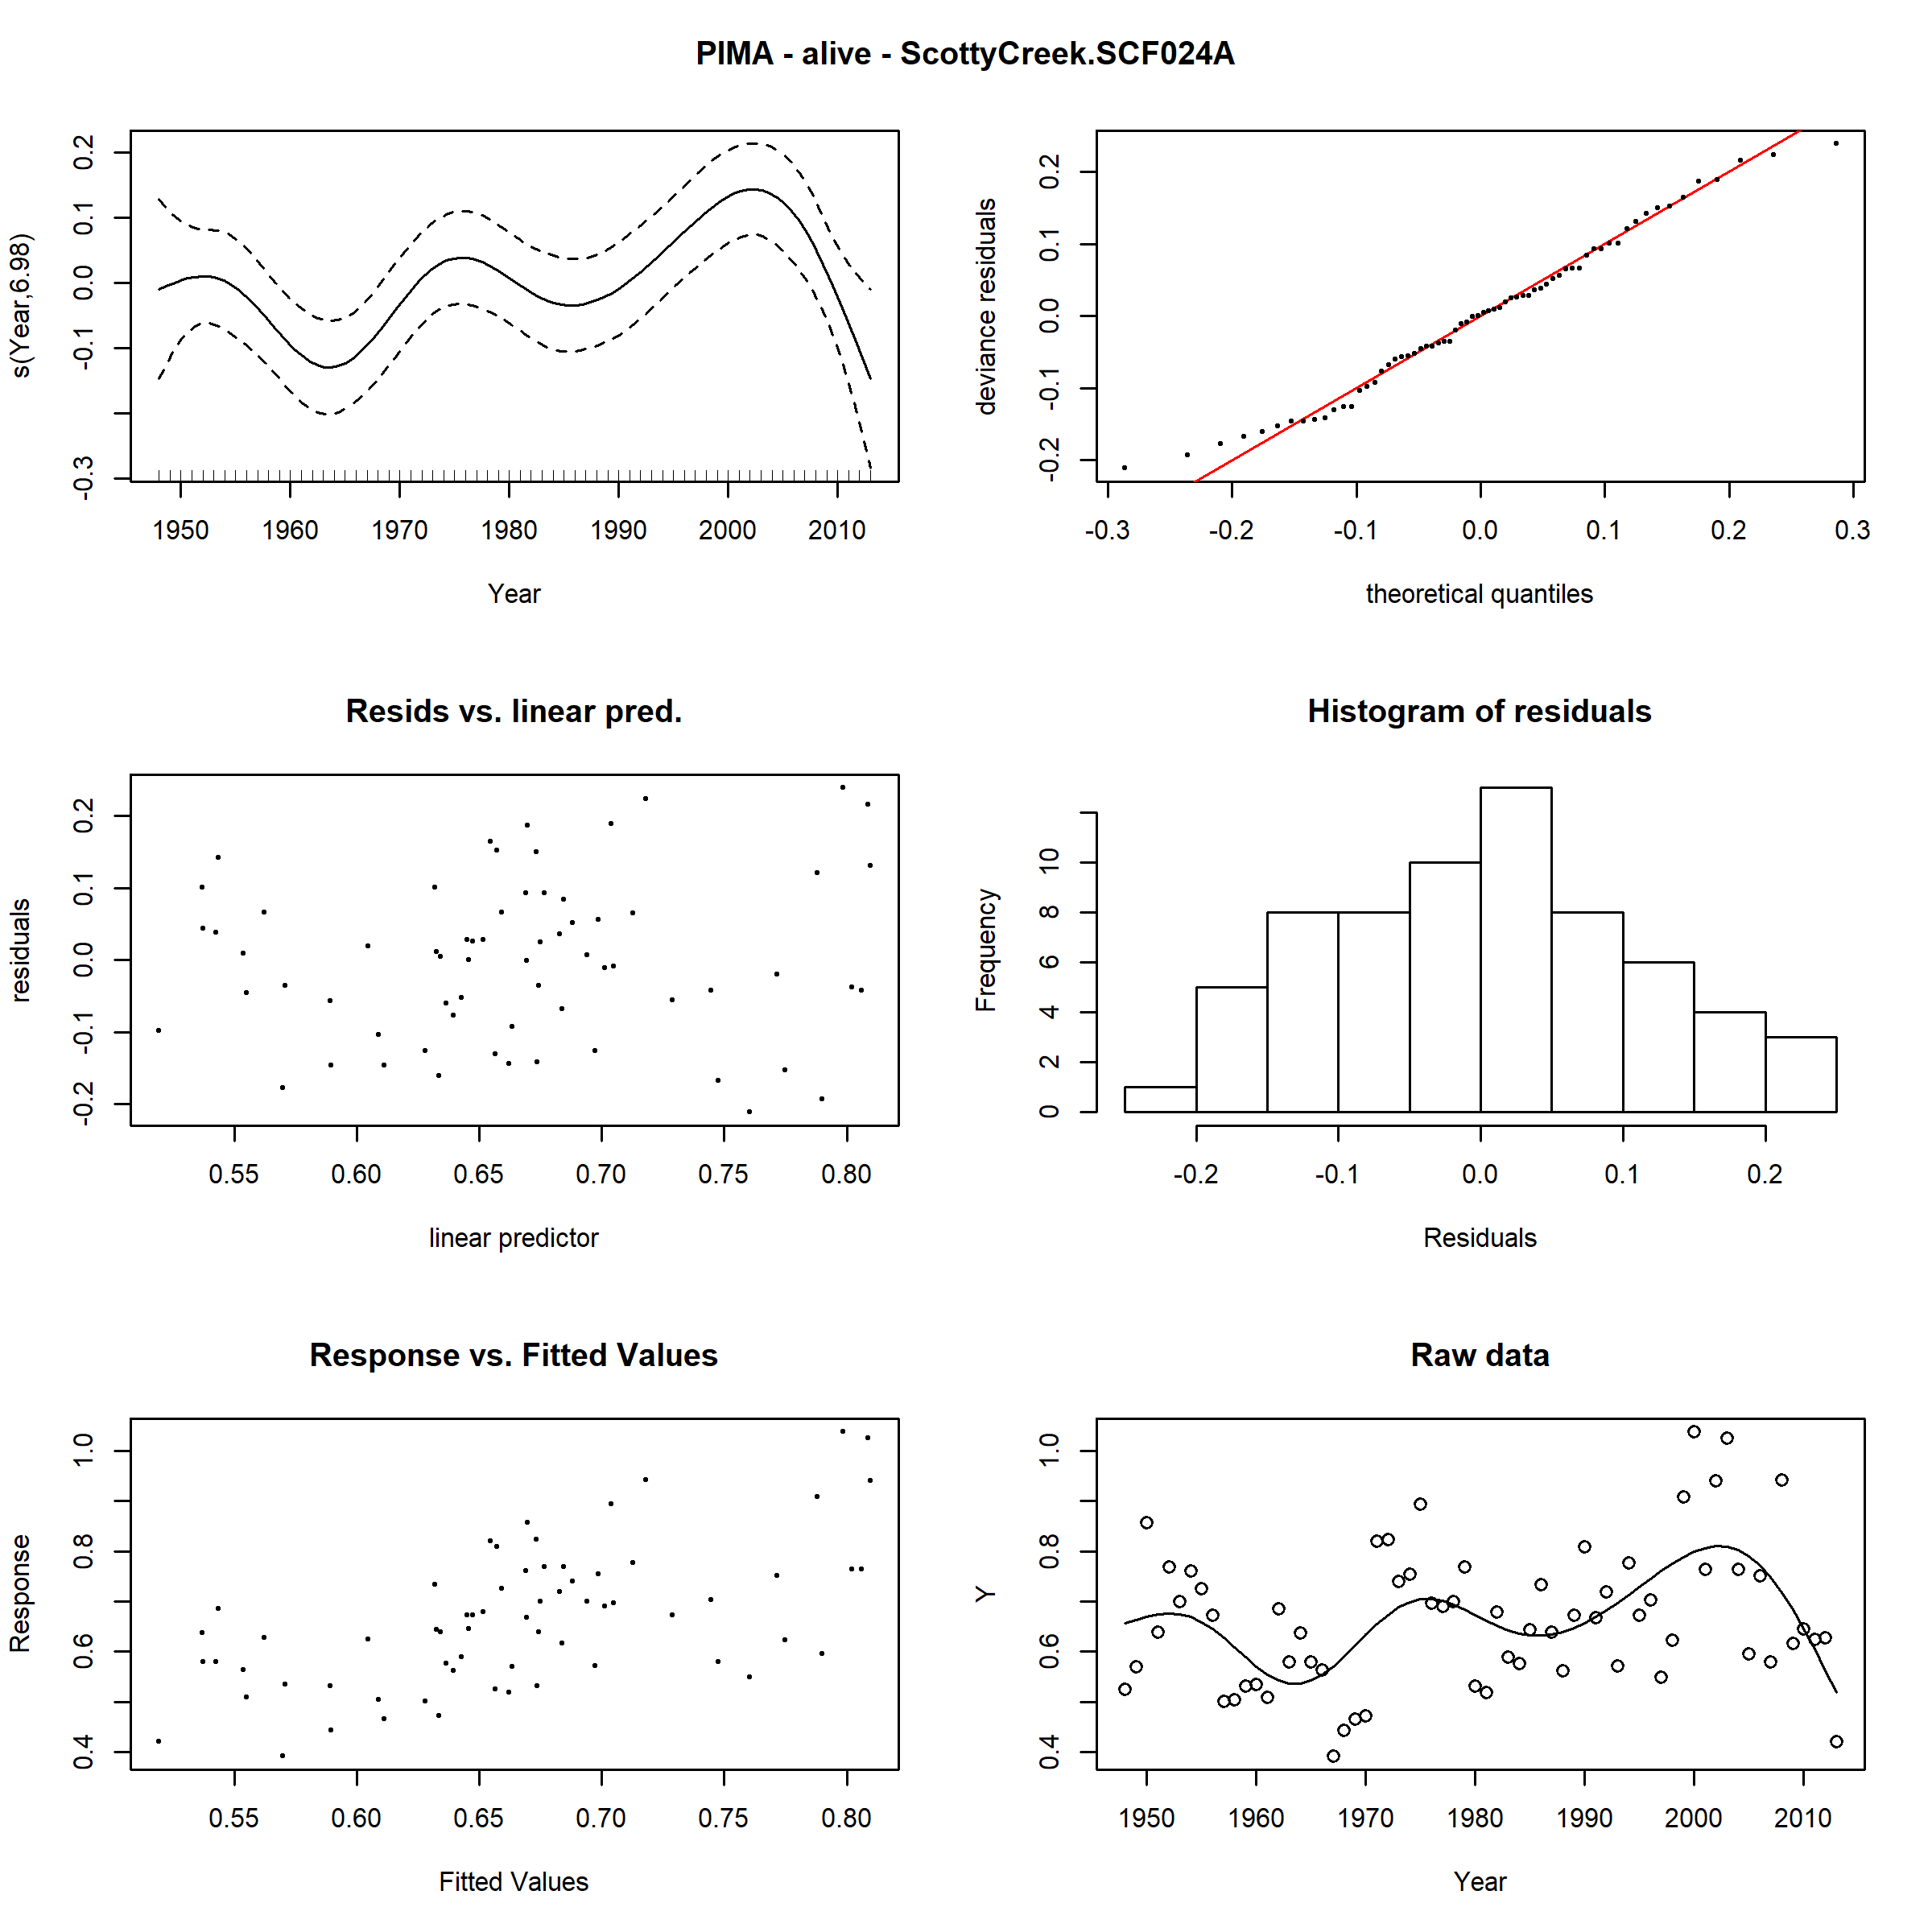 PIMA - alive - ScottyCreek.SCF024A
s(Year,6.98)
0.2
0.1
0.0
-0.1
-0.3
1950 1960 1970 1980 1990 2000 2010
Year
deviance residuals
0.2
0.1
0.0
-0.1
-0.2
-0.3 -0.2 -0.1 0.0 0.1 0.2 0.3
theoretical quantiles
Resids vs. linear pred.
residuals
0.2
0.1
0.0
-0.1
-0.2
0.55 0.60 0.65 0.70 0.75 0.80
linear predictor
Histogram of residuals
Frequency
10
8
6
4
2
0
-0.2 -0.1 0.0 0.1 0.2
Residuals
Response vs. Fitted Values
Response
1.0
0.8
0.6
0.4
0.55 0.60 0.65 0.70 0.75 0.80
Fitted Values
Raw data
Y
1.0
0.8
0.6
0.4
1950 1960 1970 1980 1990 2000 2010
Year